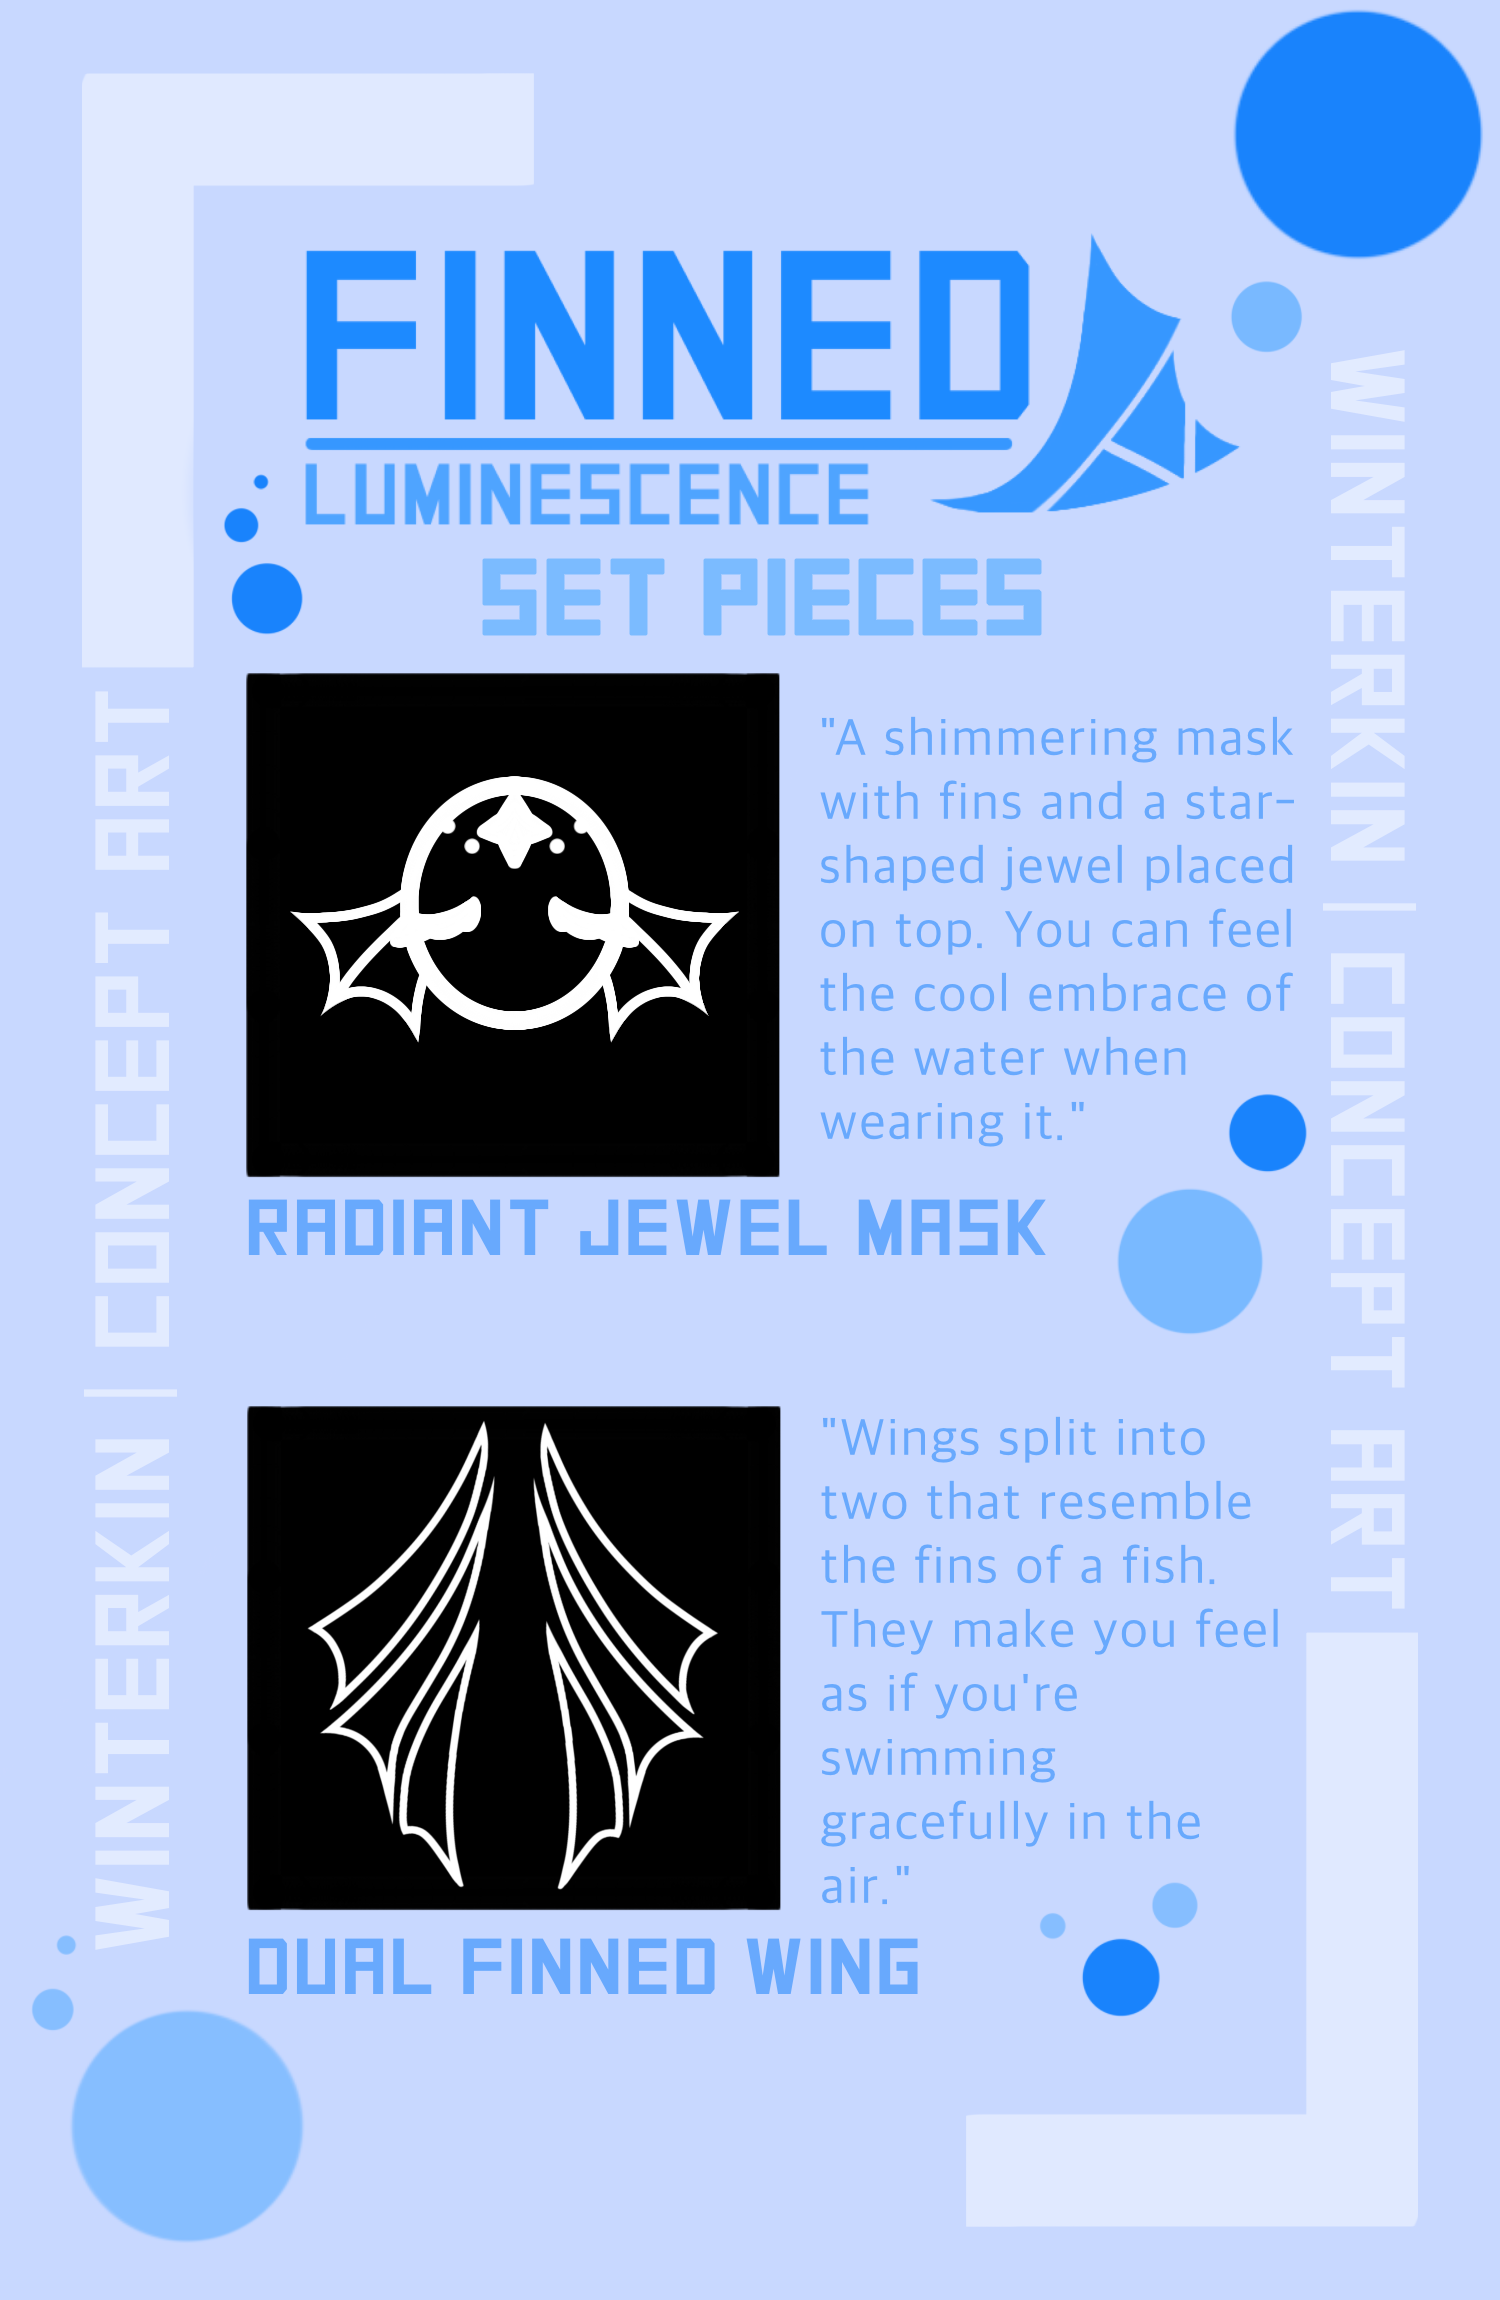 FINNED
LUMINESCENCE
SET PIECES
"A shimmering mask
with fins and a star-
shaped jewel placed
on top. You can feel
the cool embrace of
the water when
wearing it."
RADIANT JEWEL MASK
"Wings split into
two that resemble
the fins of a fish.
They make you feel
as if you're
swimming
gracefully in the
air."
DUAL FINNED WING
WINTERKIN | CONCEPT ART
WINTERKIN | CONCEPT ART